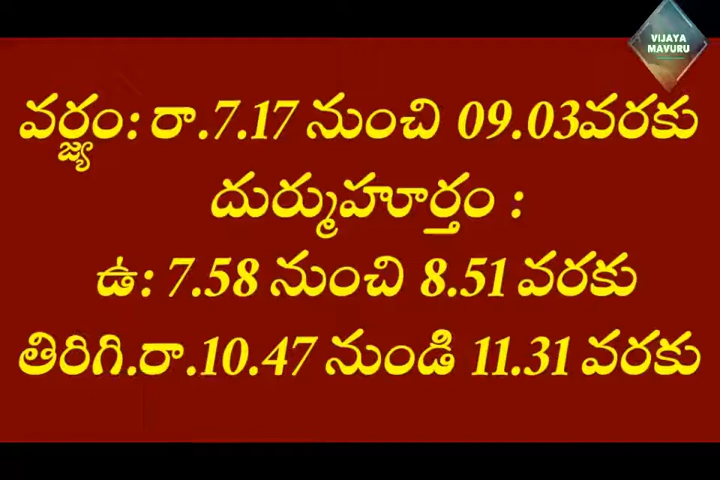 VIJAYA
MAVURU
వర్జ్యం: రా.7.17 నుంచి 09.03వరకు
దుర్ముహూర్తం :
ఉ: 7.58 నుంచి 8.51 వరకు
తిరిగి.రా.10.47 నుండి 11.31 వరకు